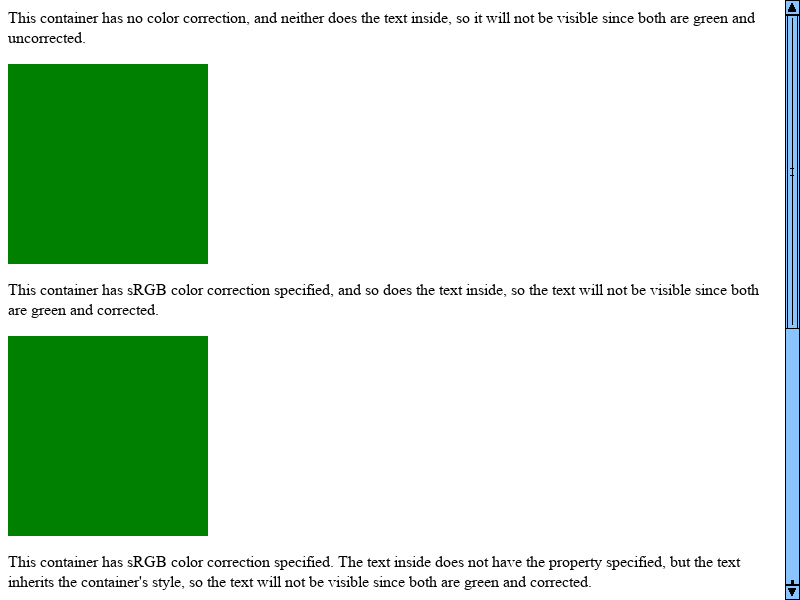 This container has no color correction, and neither does the text inside, so it will not be visible since both are green and
uncorrected.
This container has sRGB color correction specified, and so does the text inside, so the text will not be visible since both
are green and corrected.
This container has sRGB color correction specified. The text inside does not have the property specified, but the text
inherits the container's style, so the text will not be visible since both are green and corrected.